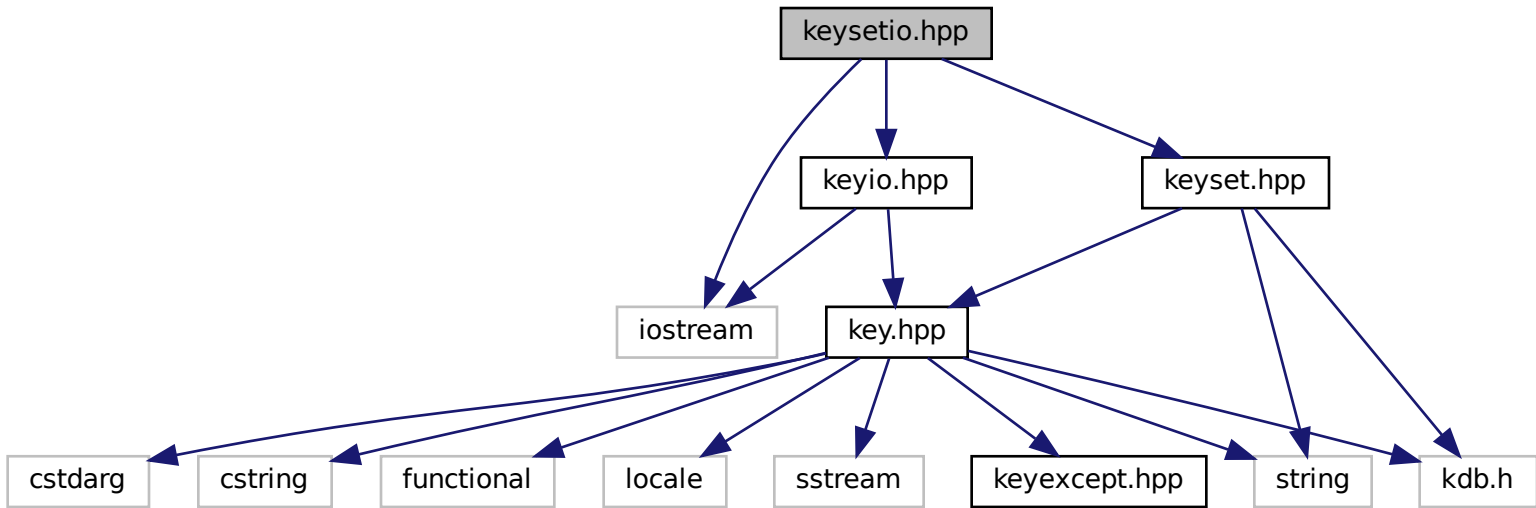 keysetio.hpp
keyio.hpp
keyset.hpp
iostream
key.hpp
cstdarg
cstring
functional
locale
sstream
keyexcept.hpp
string
kdb.h